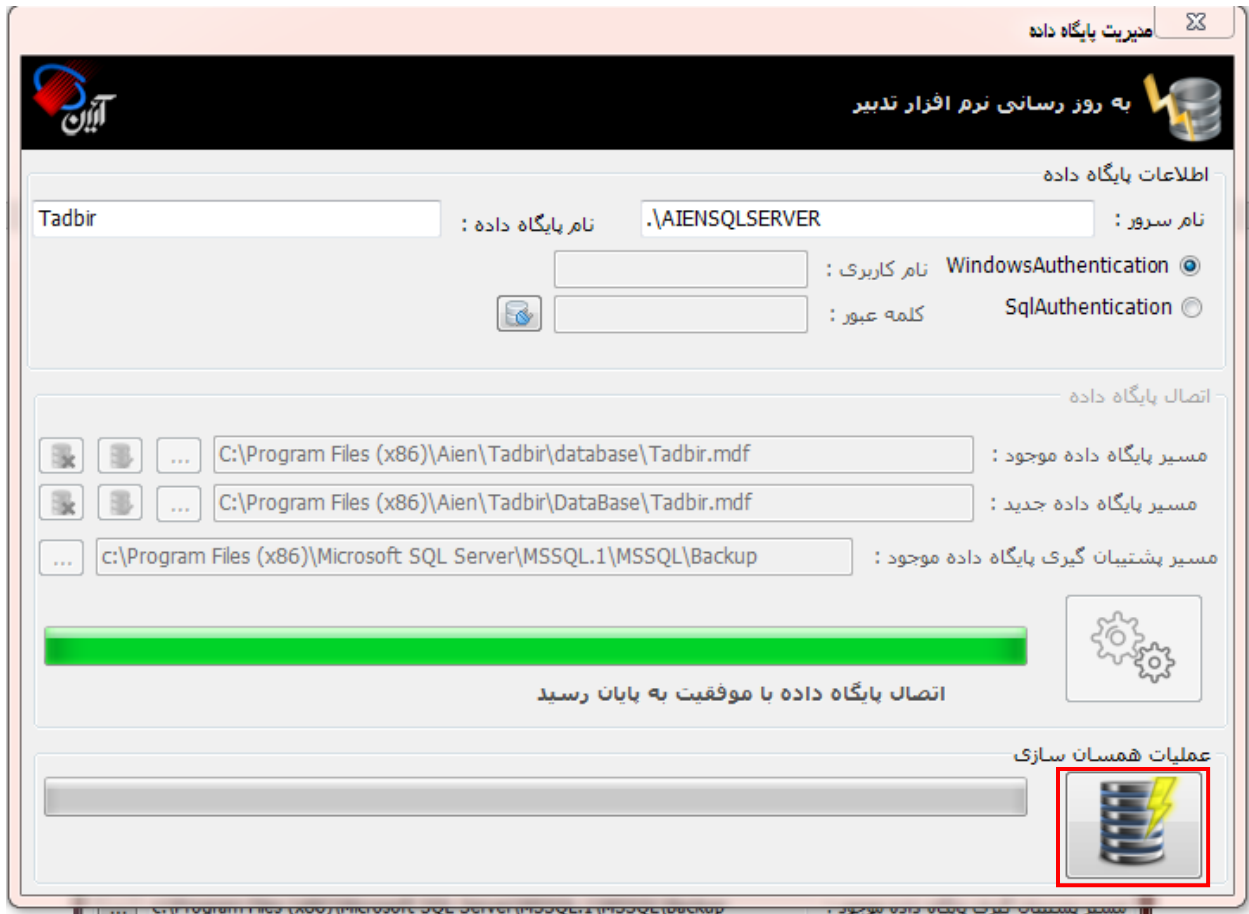 مدیریت پایگاه داده
آیین
به روز رسانی نرم افزار تدبیر
اطلاعات پایگاه داده
نام سرور : .\AIENSQLSERVER نام پایگاه داده : Tadbir
WindowsAuthentication نام کاربری :
SqlAuthentication کلمه عبور :
اتصال پایگاه داده
مسیر پایگاه داده موجود : C:\Program Files (x86)\Aien\Tadbir\database\Tadbir.mdf ...
مسیر پایگاه داده جدید : C:\Program Files (x86)\Aien\Tadbir\DataBase\Tadbir.mdf ...
مسیر پشتیبان گیری پایگاه داده موجود : c:\Program Files (x86)\Microsoft SQL Server\MSSQL.1\MSSQL\Backup ...
اتصال پایگاه داده با موفقیت به پایان رسید
عملیات همسان سازی